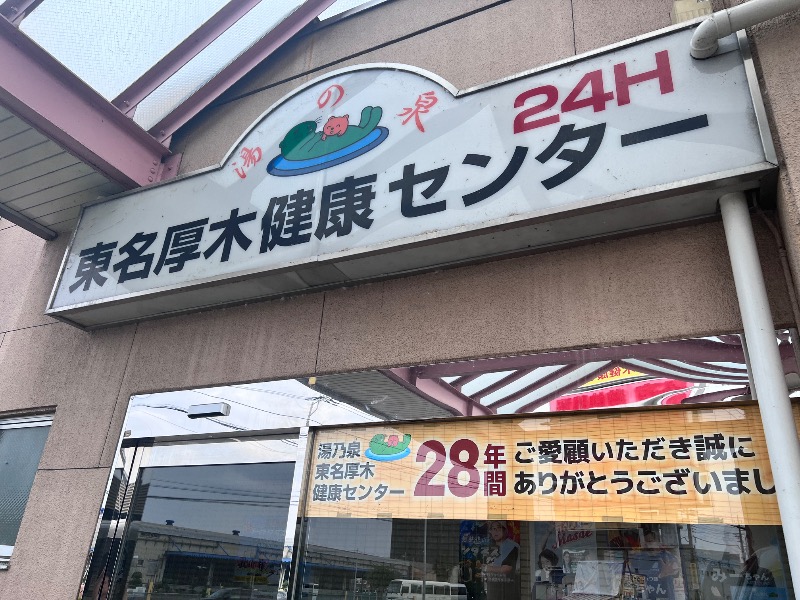 湯の泉
24H
東名厚木健康センター
湯乃泉
東名厚木
健康センター
28年間
ご愛顧いただき誠に
ありがとうございまし